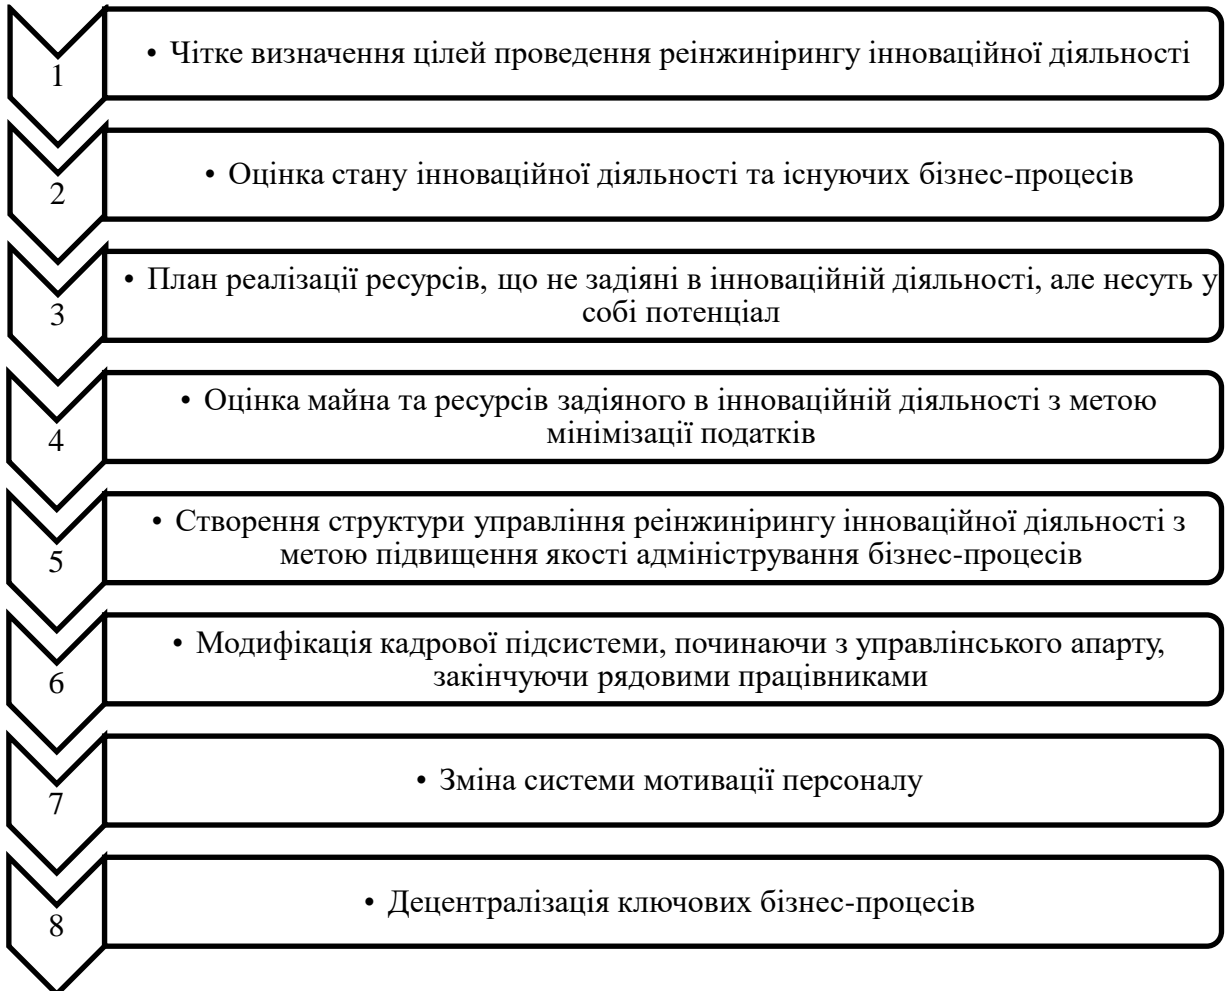 1
• Чітке визначення цілей проведення реінжинірингу інноваційної діяльності
2
• Оцінка стану інноваційної діяльності та існуючих бізнес-процесів
3
• План реалізації ресурсів, що не задіяні в інноваційній діяльності, але несуть у
собі потенціал
4
• Оцінка майна та ресурсів задіяного в інноваційній діяльності з метою
мінімізації податків
5
• Створення структури управління реінжинірингу інноваційної діяльності з
метою підвищення якості адміністрування бізнес-процесів
6
• Модифікація кадрової підсистеми, починаючи з управлінського апарту,
закінчуючи рядовими працівниками
7
• Зміна системи мотивації персоналу
8
• Децентралізація ключових бізнес-процесів